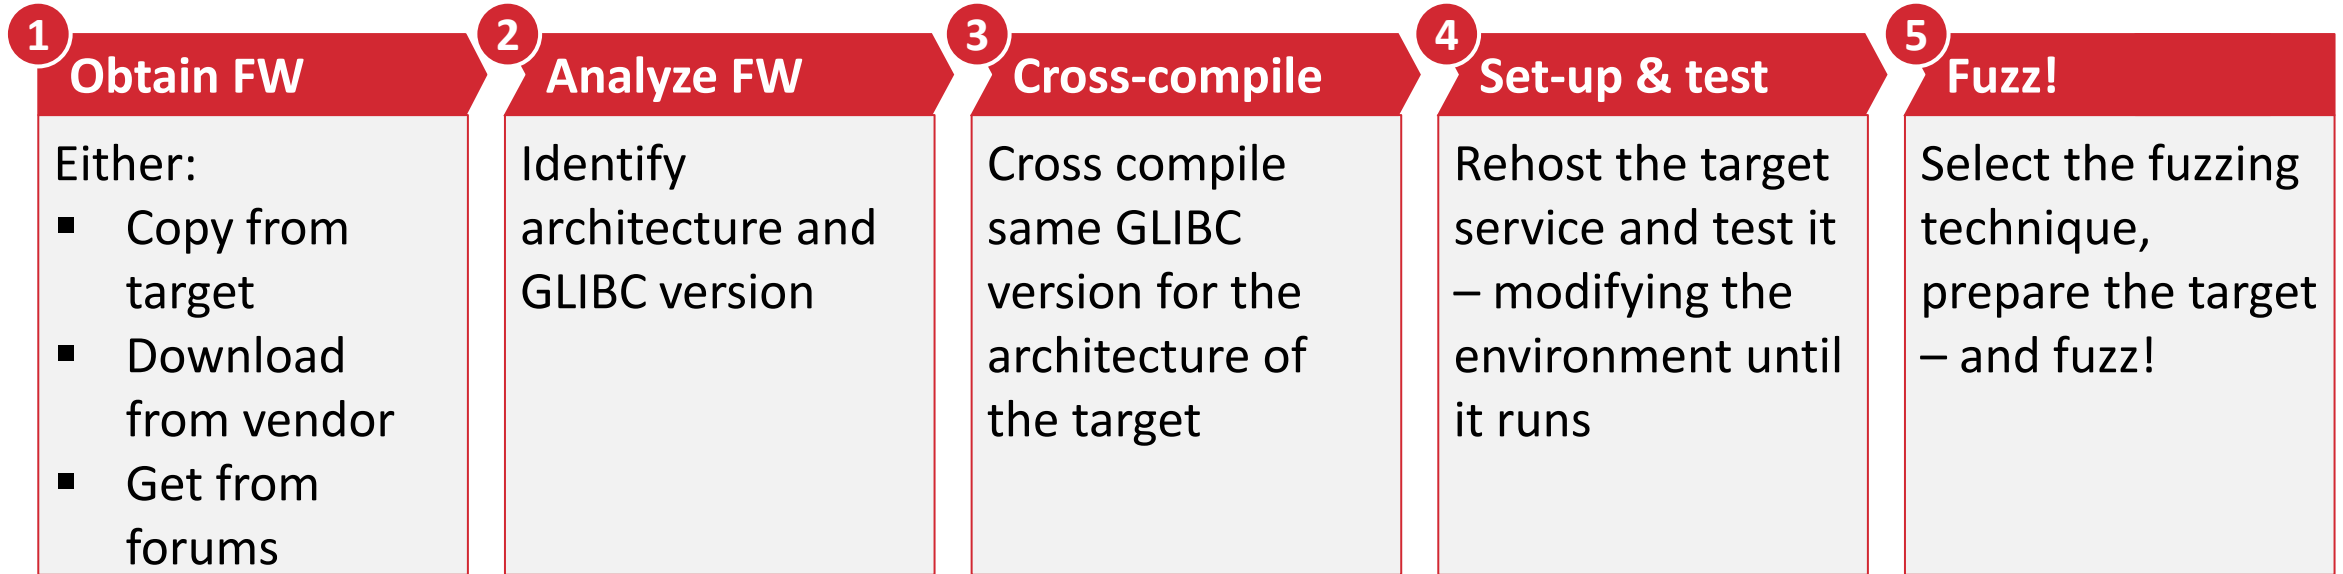 1
Obtain FW
Either:
▪ Copy from
target
▪ Download
from vendor
▪ Get from
forums
2
Analyze FW
Identify
architecture and
GLIBC version
3
Cross-compile
Cross compile
same GLIBC
version for the
architecture of
the target
4
Set-up & test
Rehost the target
service and test it
– modifying the
environment until
it runs
5
Fuzz!
Select the fuzzing
technique,
prepare the target
– and fuzz!